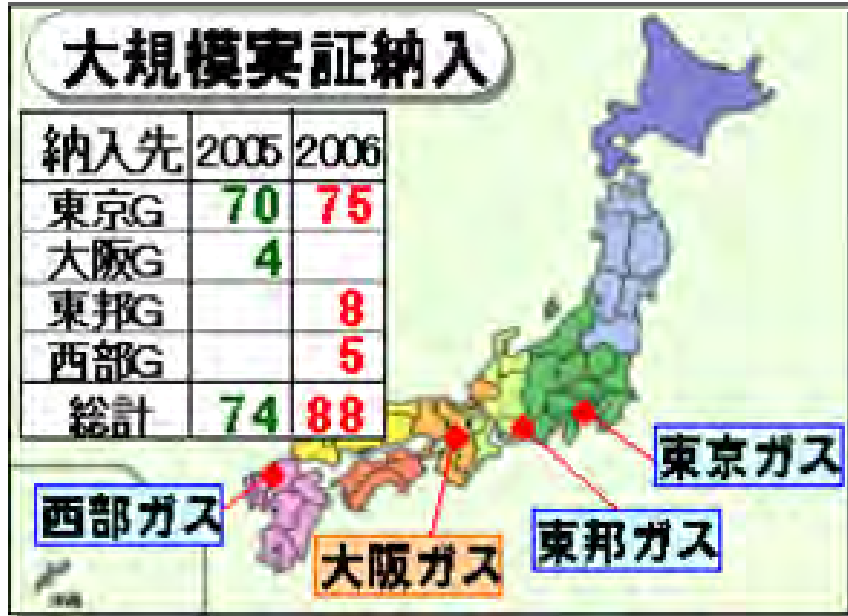 大規模実証納入
納入先 2005 2006
東京G 70 75
大阪G 4
東邦G 8
西部G 5
総計 74 88
東京ガス
東邦ガス
大阪ガス
西部ガス